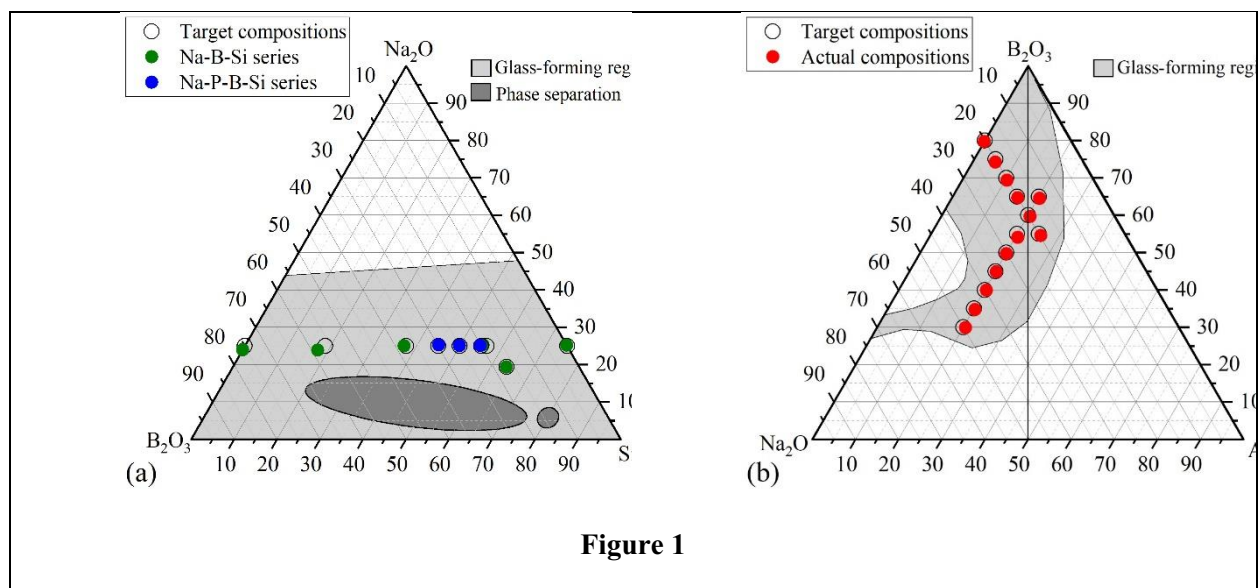 Target compositions
Na-B-Si series
Na-P-B-Si series
Na₂O
Glass-forming reg
Phase separation
10
20
30
40
50
60
70
80
90
90
80
70
60
50
40
30
20
10
B₂O₃
S
10 20 30 40 50 60 70 80 90
(a)
Target compositions
Actual compositions
B₂O₃
Glass-forming regi
10
20
30
40
50
60
70
80
90
90
80
70
60
50
40
30
20
10
Na₂O
A
10 20 30 40 50 60 70 80 90
(b)
Figure 1